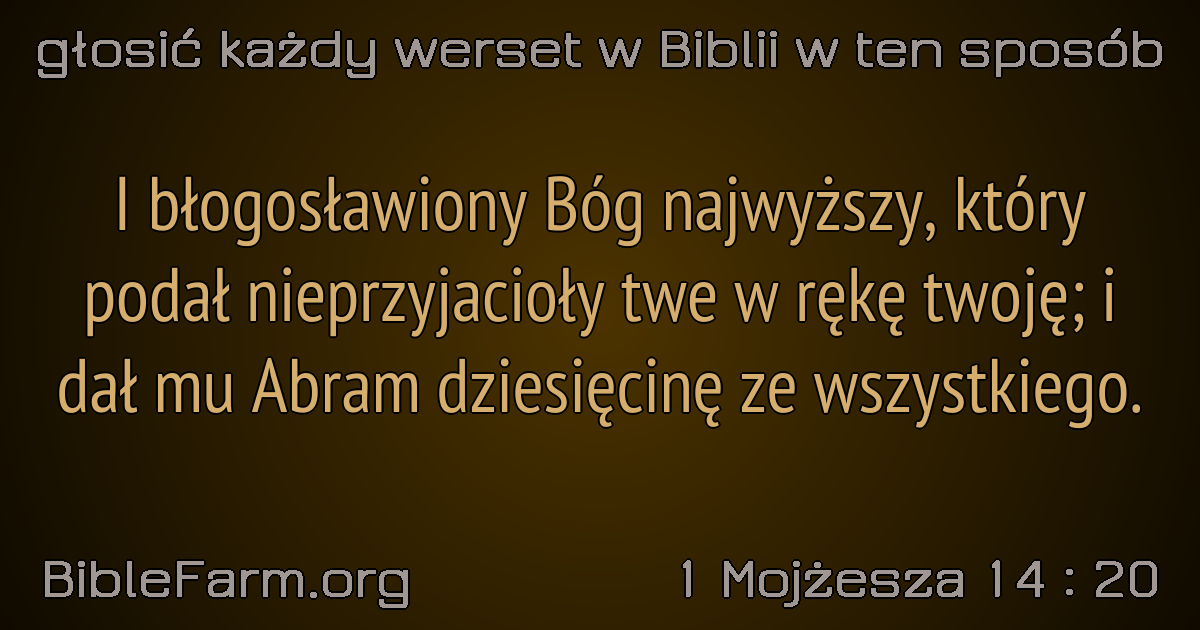 głosić każdy werset w Biblii w ten sposób
I błogosławiony Bóg najwyższy, który
podał nieprzyjacioły twe w rękę twoję; i
dał mu Abram dziesięcinę ze wszystkiego.
BibleFarm.org
1 Mojżesza 14 : 20